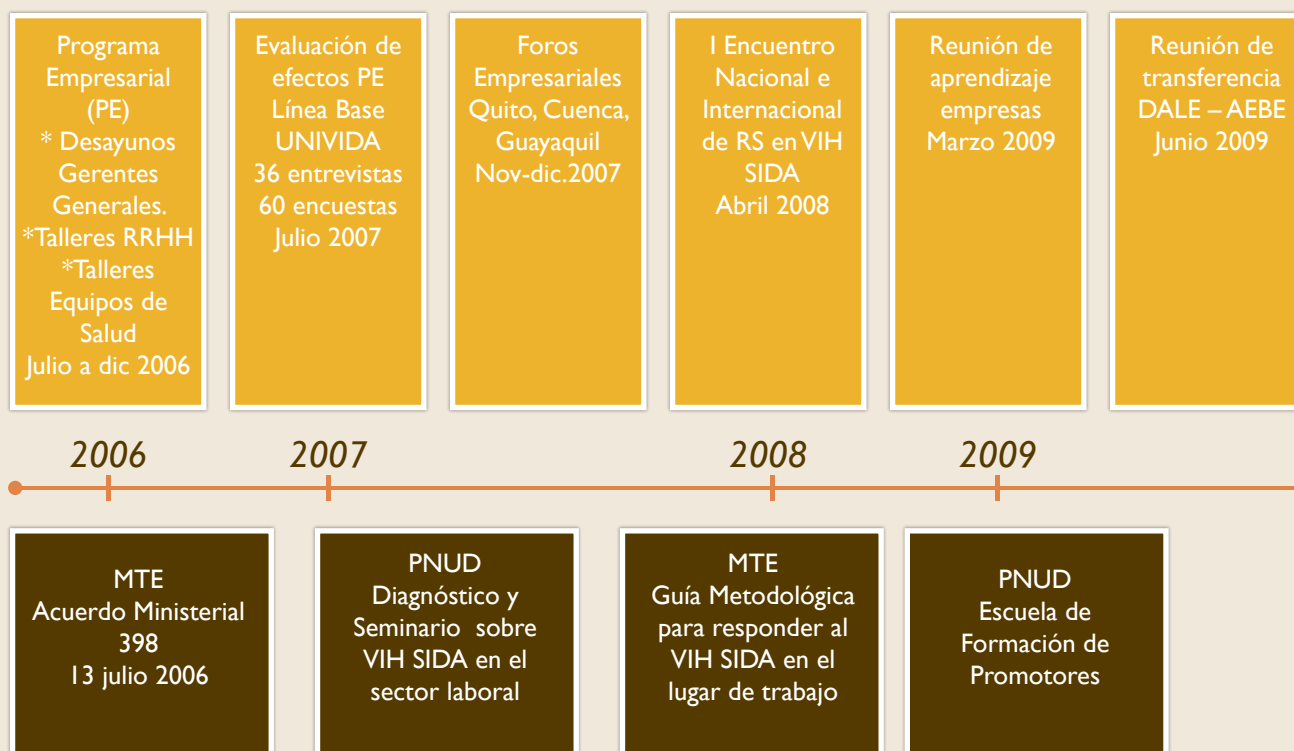 Programa
Empresarial
(PE)
* Desayunos
Gerentes
Generales.
*Talleres RRHH
*Talleres
Equipos de
Salud
Julio a dic 2006
Evaluación de
efectos PE
Línea Base
UNIVIDA
36 entrevistas
60 encuestas
Julio 2007
Foros
Empresariales
Quito, Cuenca,
Guayaquil
Nov-dic.2007
I Encuentro
Nacional e
Internacional
de RS en VIH
SIDA
Abril 2008
Reunión de
aprendizaje
empresas
Marzo 2009
Reunión de
transferencia
DALE – AEBE
Junio 2009
2006
2007
2008
2009
MTE
Acuerdo Ministerial
398
13 julio 2006
PNUD
Diagnóstico y
Seminario sobre
VIH SIDA en el
sector laboral
MTE
Guía Metodológica
para responder al
VIH SIDA en el
lugar de trabajo
PNUD
Escuela de
Formación de
Promotores